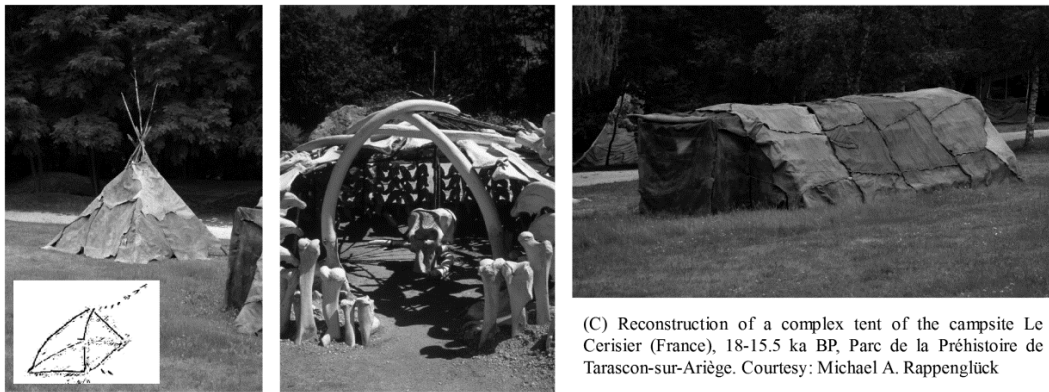 (C) Reconstruction of a complex tent of the campsite Le
Cerisier (France), 18-15.5 ka BP, Parc de la Préhistoire de
Tarascon-sur-Ariège. Courtesy: Michael A. Rappenglück